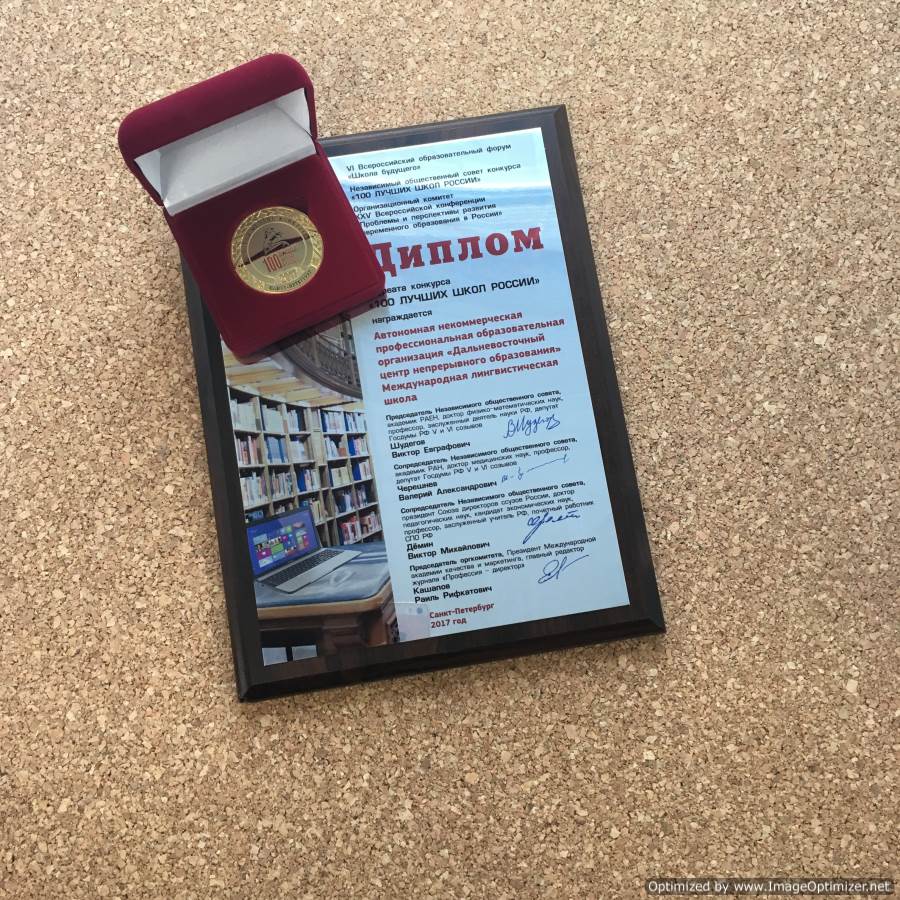 VI Всероссийский образовательный форум
«Школа будущего»
Независимый общественный совет конкурса
«100 ЛУЧШИХ ШКОЛ РОССИИ»
Организационный комитет
XXV Всероссийской конференции
Проблемы и перспективы развития
временного образования в России»
Диплом
конкурса
«100 ЛУЧШИХ ШКОЛ РОССИИ»
награждается
Автономная некоммерческая
профессиональная образовательная
организация «Дальневосточный
центр непрерывного образования»
Международная лингвистическая
школа
Председатель Независимого общественного совета,
академик РАЕН, доктор физико-математических наук,
профессор, заслуженный деятель науки РФ, депутат
Госдумы РФ V и VI созывов
Шудегов
Виктор Евграфович
Сопредседатель Независимого общественного совета,
академик РАН, доктор медицинских наук, профессор,
депутат Госдумы РФ V и VI созывов
Черешнев
Валерий Александрович
Сопредседатель Независимого общественного совета,
президент Союза директоров ссузов России, доктор
педагогических наук, кандидат экономических наук,
профессор, заслуженный учитель РФ, почетный работник
СПО РФ
Дёмин
Виктор Михайлович
Председатель оргкомитета, Президент Международной
академии качества и маркетинга, главный редактор
журнала «Профессия – директор»
Кашапов
Раиль Рифкатович
Санкт-Петербург
2017 год
100
Optimized by www.ImageOptimizer.net